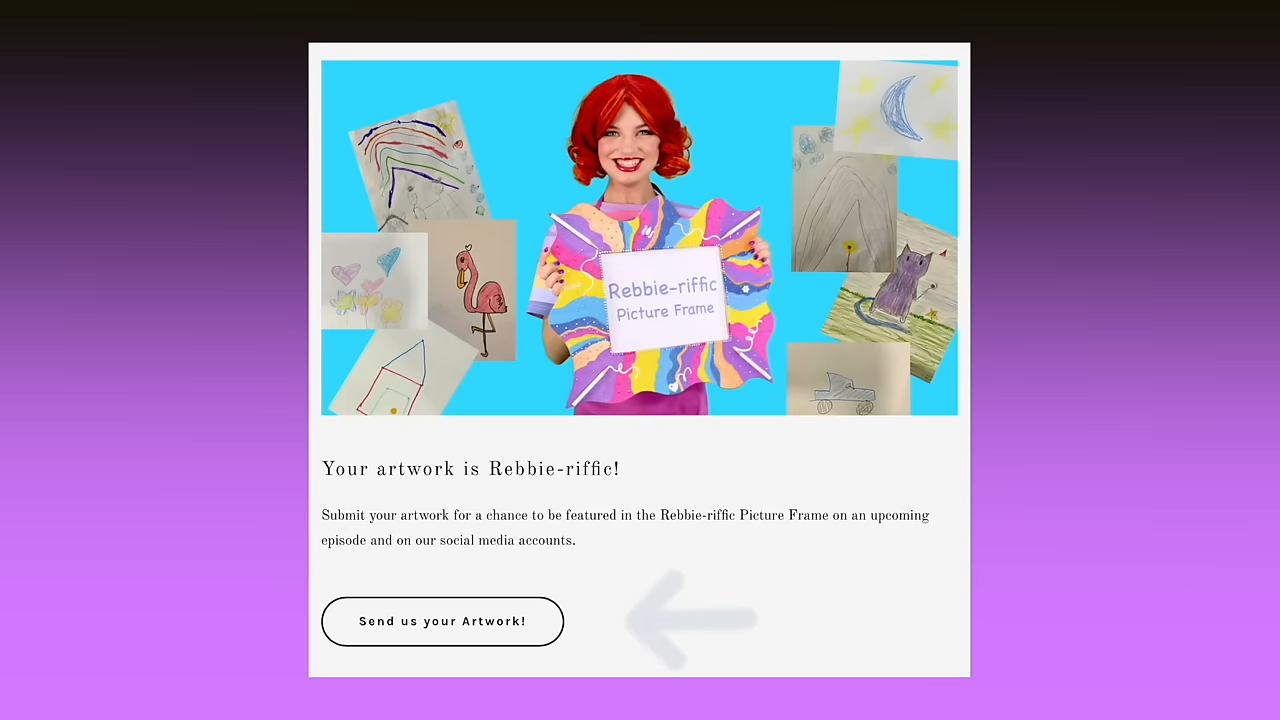 Rebbie-riffic
Picture Frame
Your artwork is Rebbie-riffic!
Submit your artwork for a chance to be featured in the Rebbie-riffic Picture Frame on an upcoming
episode and on our social media accounts.
Send us your Artwork!